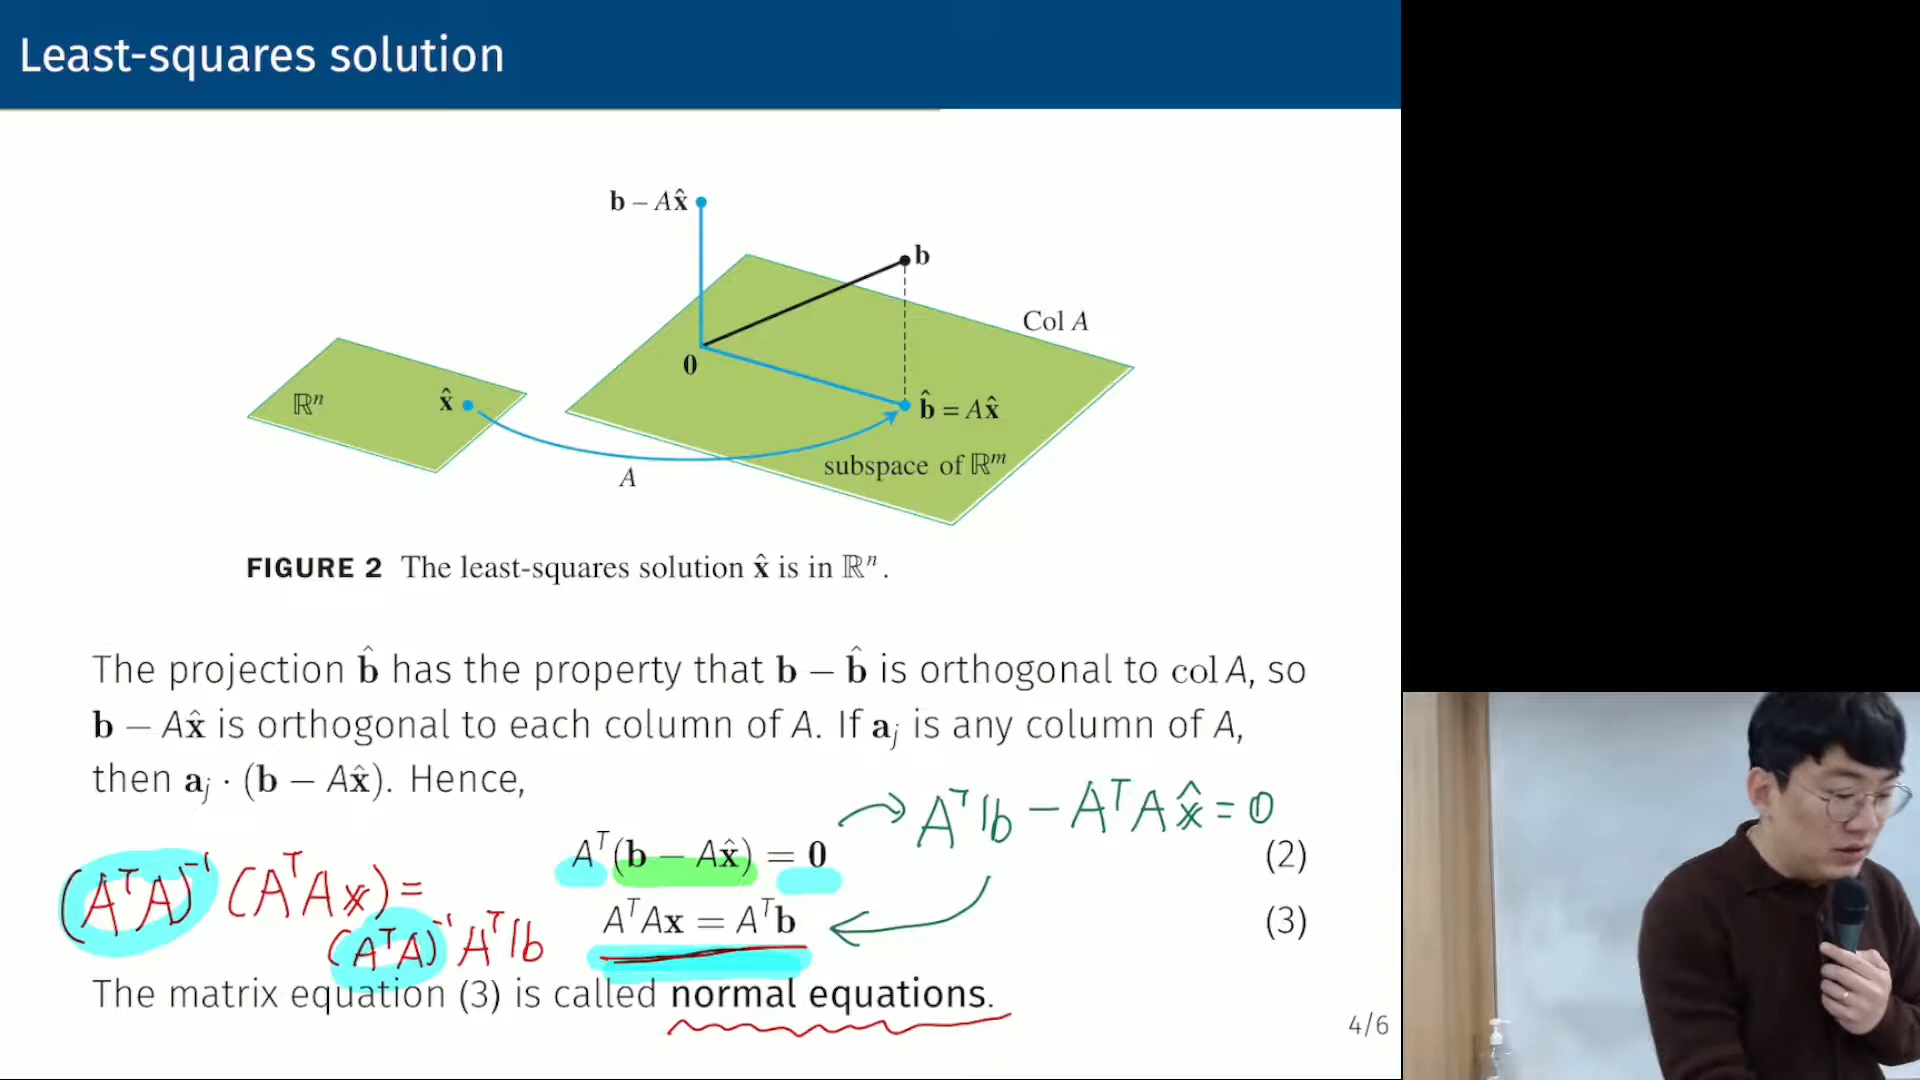 Least-squares solution
b – Ax̂
b
Col A
0
ℝⁿ
x̂
b̂ = Ax̂
subspace of ℝᵐ
A
FIGURE 2 The least-squares solution x̂ is in ℝⁿ.
The projection b̂ has the property that b − b̂ is orthogonal to col A, so
b − Ax̂ is orthogonal to each column of A. If aⱼ is any column of A,
then aⱼ · (b − Ax̂). Hence,
Aᵀb − AᵀAx̂ = 0
Aᵀ(b − Ax̂) = 0 (2)
(AᵀA)⁻¹ (AᵀAx) =
(AᵀA)⁻¹ Aᵀb
AᵀAx = Aᵀb (3)
The matrix equation (3) is called normal equations.
4/6